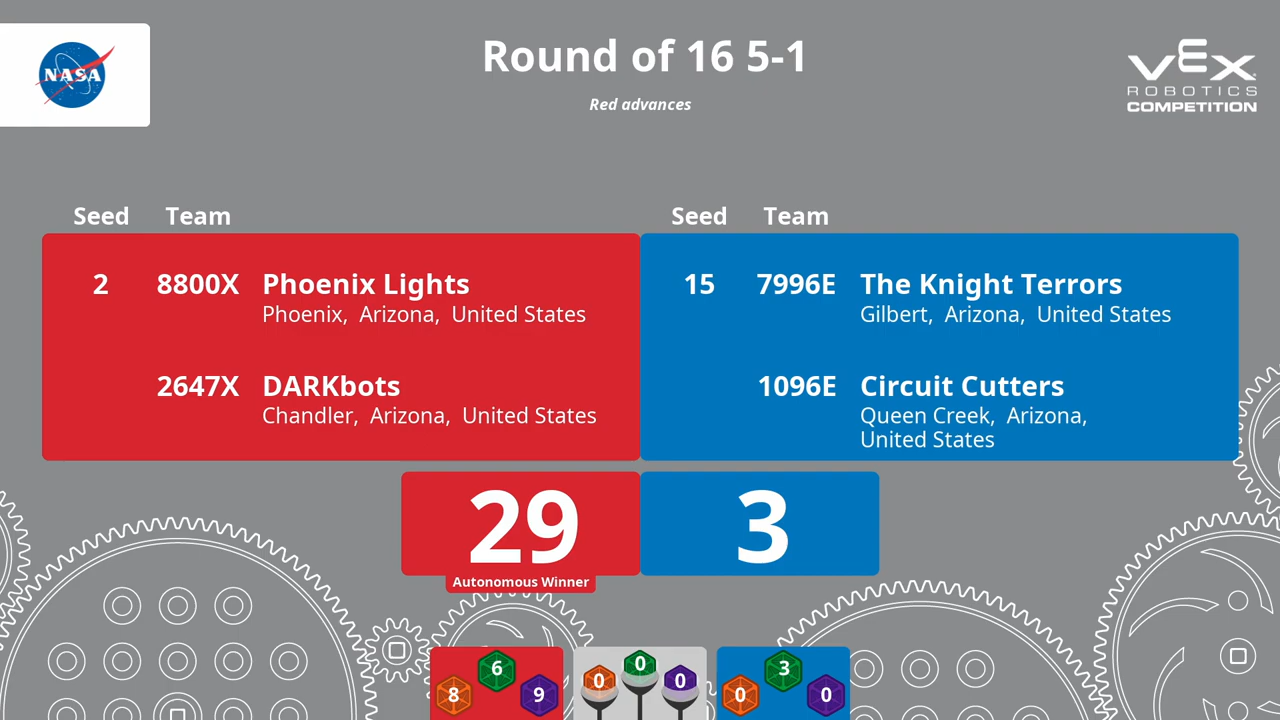 NASA
Round of 16 5-1
Red advances
VEX
ROBOTICS
COMPETITION
Seed Team
Seed Team
2 8800X Phoenix Lights
Phoenix, Arizona, United States
2647X DARKbots
Chandler, Arizona, United States
15 7996E The Knight Terrors
Gilbert, Arizona, United States
1096E Circuit Cutters
Queen Creek, Arizona,
United States
29
3
Autonomous Winner
8 6 9
0 0 0
0 3 0